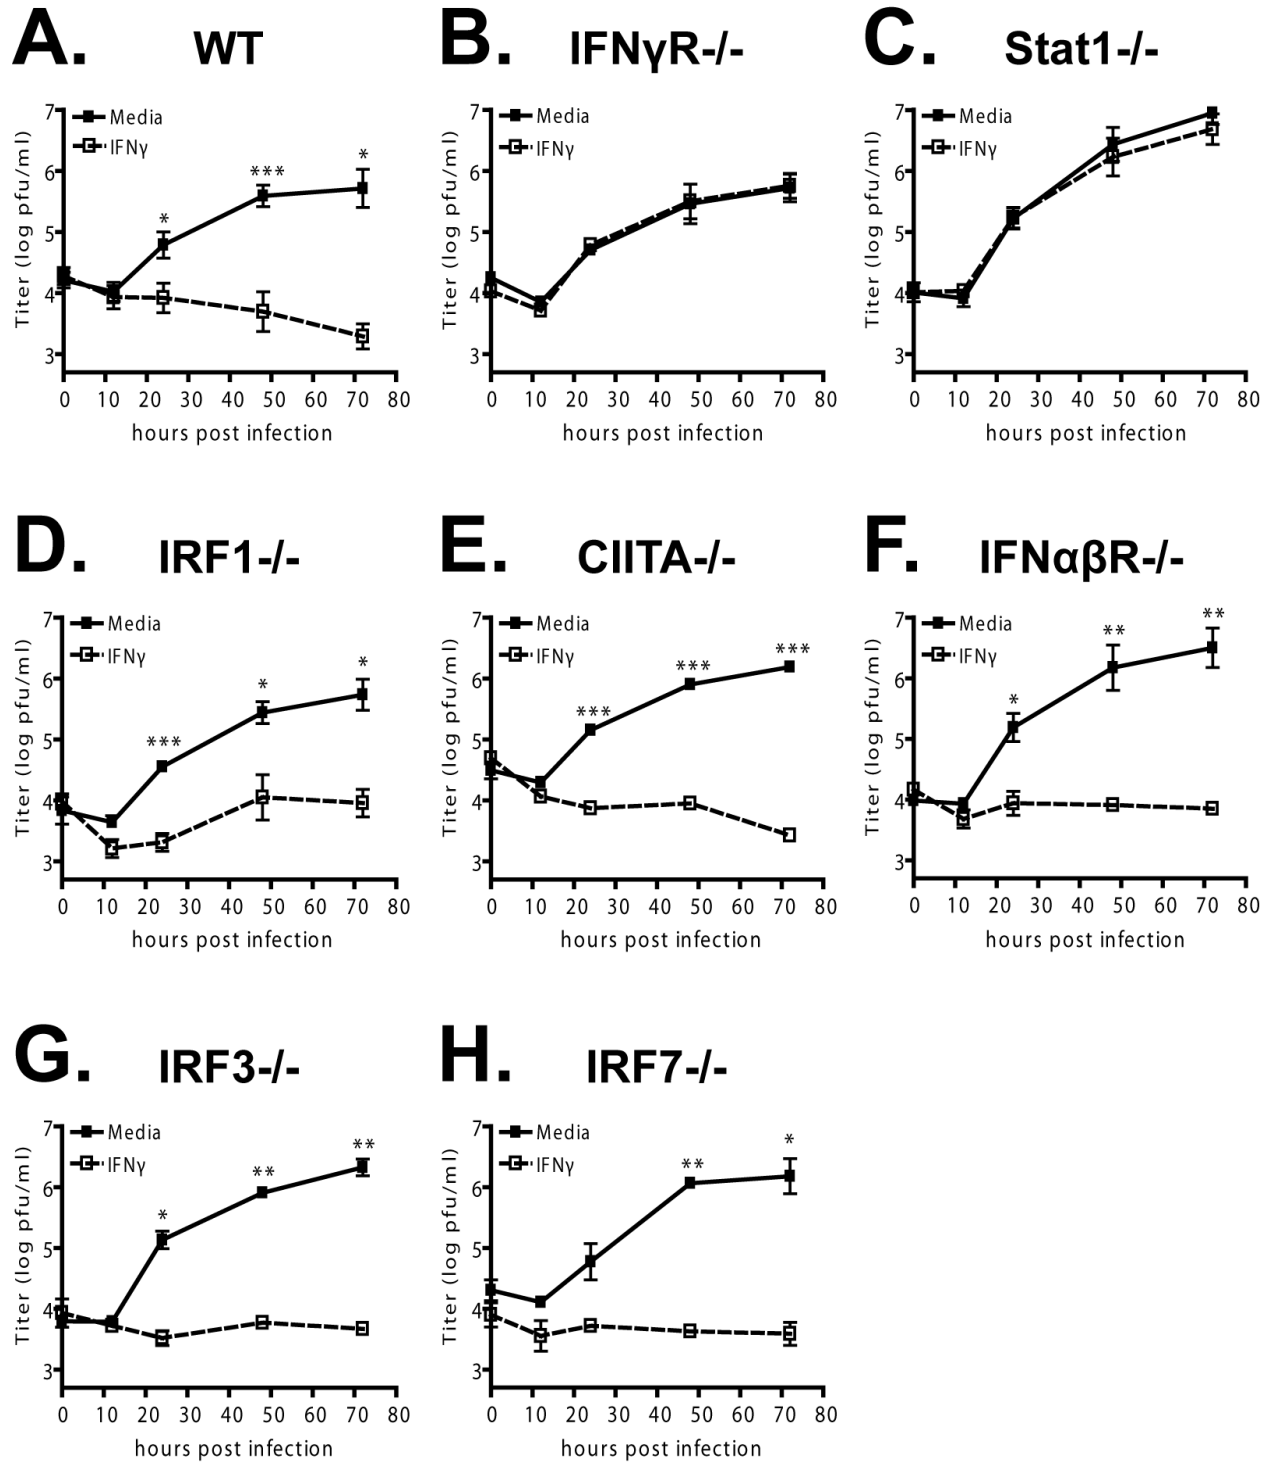 A. WT
7
6
5
4
3
Titer (log pfu/ml)
Media
IFNγ
*
***
*
0 10 20 30 40 50 60 70 80
hours post infection
B. IFNγR-/-
7
6
5
4
3
Titer (log pfu/ml)
Media
IFNγ
0 10 20 30 40 50 60 70 80
hours post infection
C. Stat1-/-
7
6
5
4
3
Titer (log pfu/ml)
Media
IFNγ
0 10 20 30 40 50 60 70 80
hours post infection
D. IRF1-/-
7
6
5
4
3
Titer (log pfu/ml)
Media
IFNγ
***
*
*
0 10 20 30 40 50 60 70 80
hours post infection
E. CIITA-/-
7
6
5
4
3
Titer (log pfu/ml)
Media
IFNγ
***
***
***
0 10 20 30 40 50 60 70 80
hours post infection
F. IFNαβR-/-
7
6
5
4
3
Titer (log pfu/ml)
Media
IFNγ
*
**
**
0 10 20 30 40 50 60 70 80
hours post infection
G. IRF3-/-
7
6
5
4
3
Titer (log pfu/ml)
Media
IFNγ
*
**
**
0 10 20 30 40 50 60 70 80
hours post infection
H. IRF7-/-
7
6
5
4
3
Titer (log pfu/ml)
Media
IFNγ
**
*
0 10 20 30 40 50 60 70 80
hours post infection